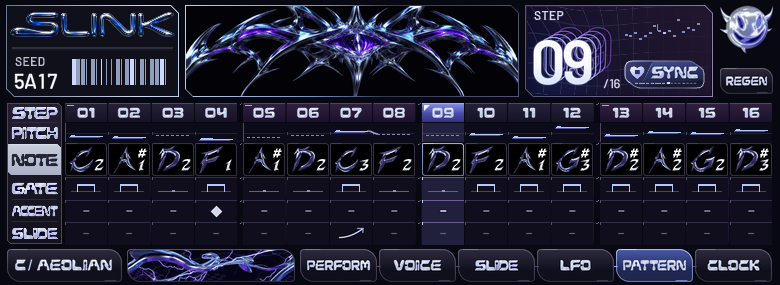 SLINK
SEED
5A17
STEP
09 /16
SYNC
REGEN
STEP 01 02 03 04 05 06 07 08 09 10 11 12 13 14 15 16
PITCH
NOTE C2 A#1 D2 F1 A#1 D2 C3 F2 D2 F2 A#1 G#3 D#2 A#2 G2 D#3
GATE
ACCENT
SLIDE
C/AEOLIAN PERFORM VOICE SLIDE LFO PATTERN CLOCK